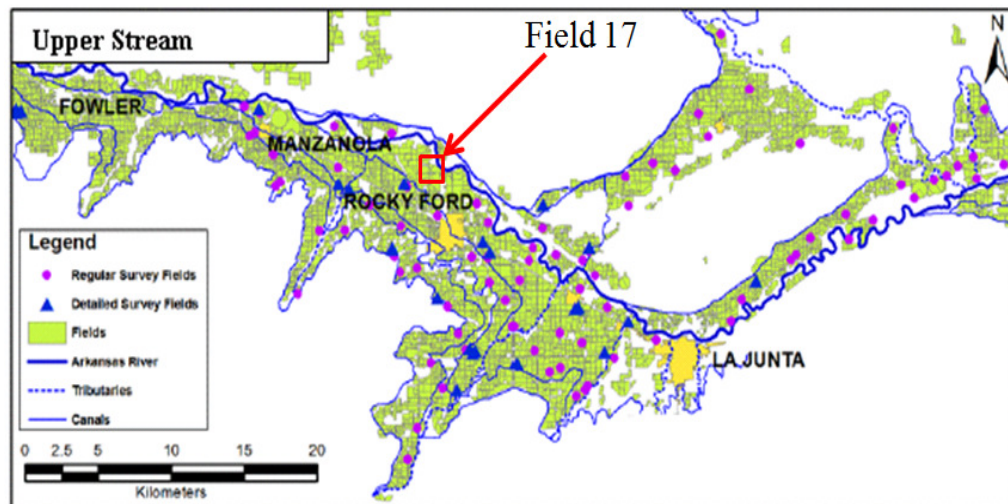 Upper Stream
Field 17
N
FOWLER
MANZANOLA
ROCKY FORD
LA JUNTA
Legend
Regular Survey Fields
Detailed Survey Fields
Fields
Arkansas River
Tributaries
Canals
0 2.5 5 10 15 20
Kilometers